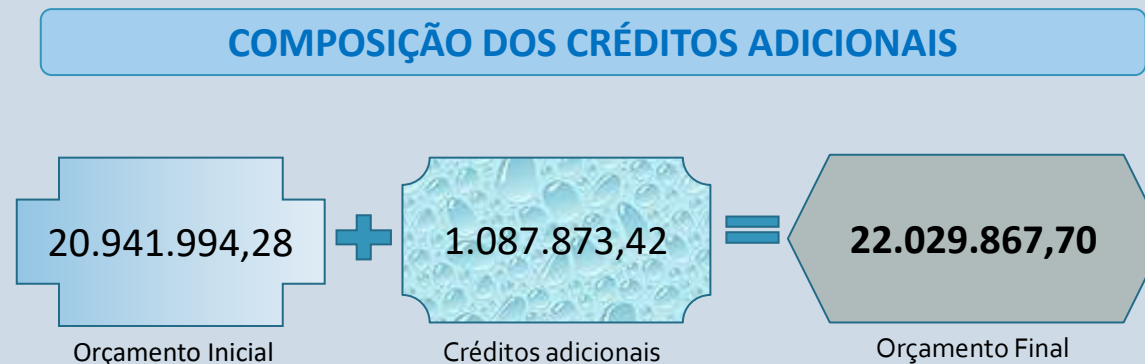 COMPOSIÇÃO DOS CRÉDITOS ADICIONAIS
20.941.994,28
1.087.873,42
22.029.867,70
Orçamento Inicial
Créditos adicionais
Orçamento Final